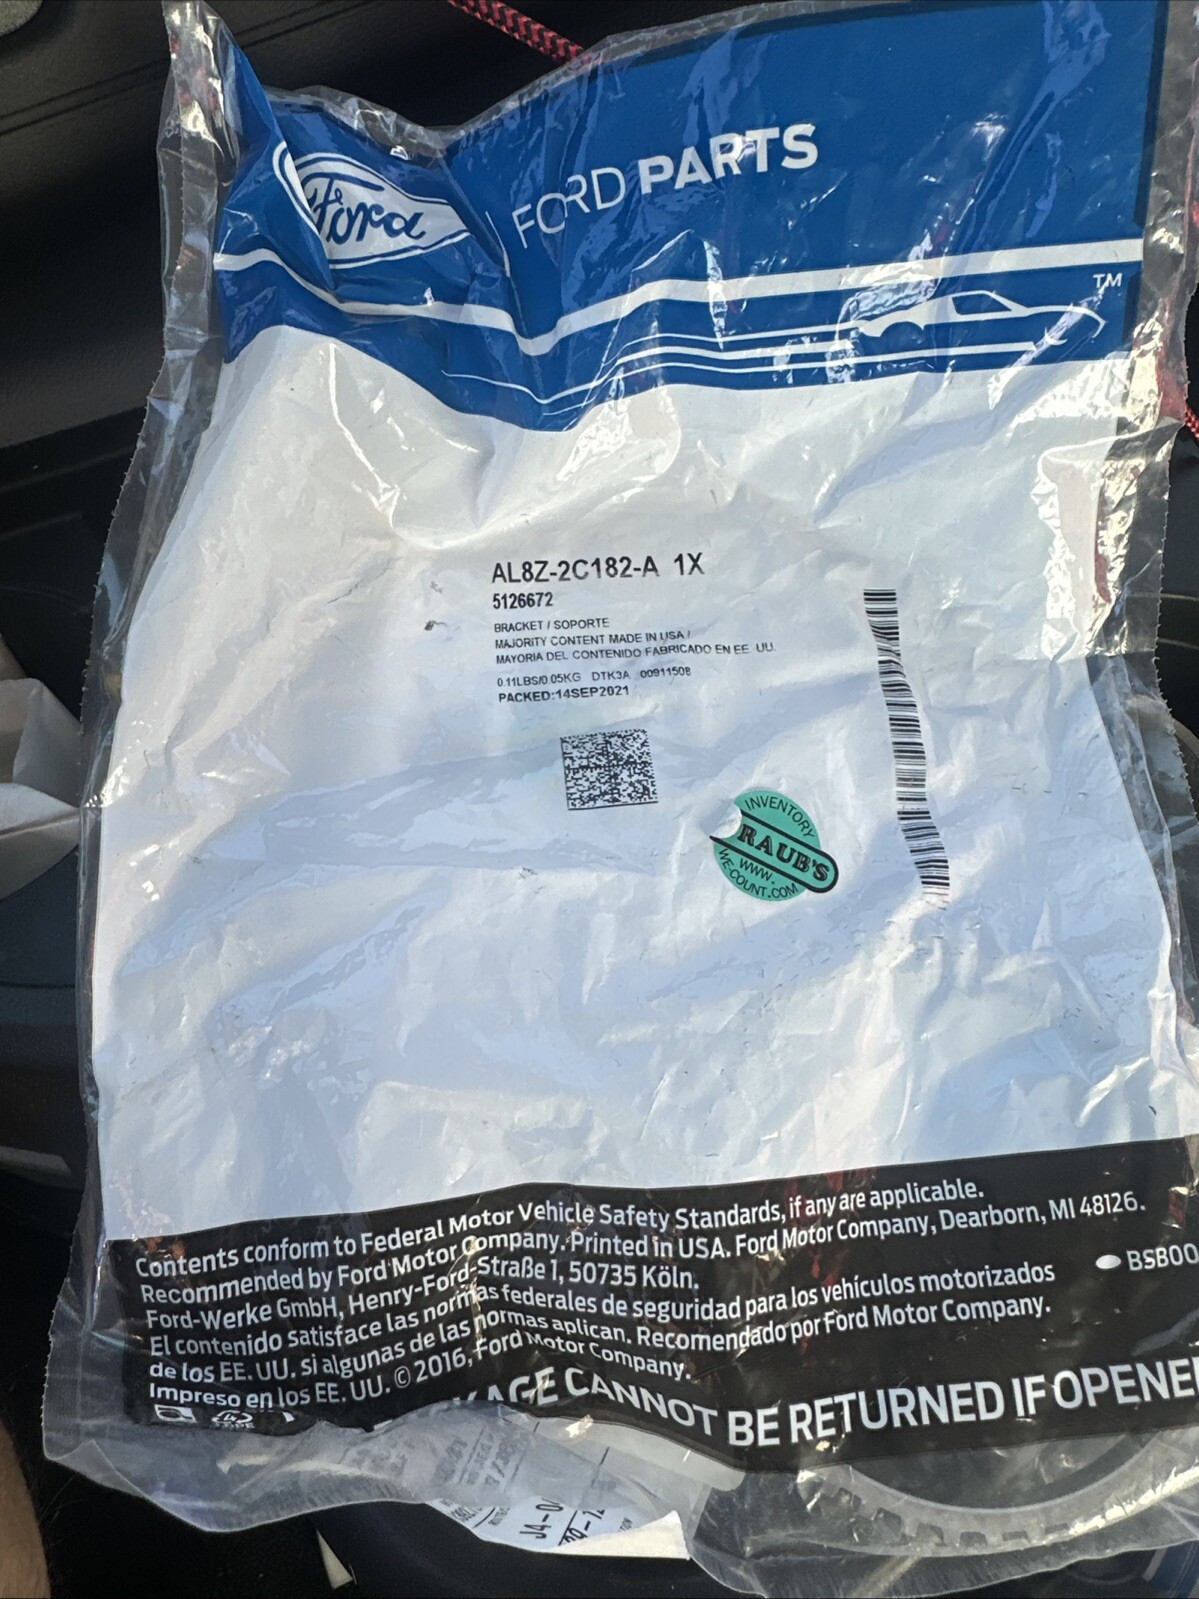 Ford
FORD PARTS
TM
AL8Z-2C182-A 1X
5126672
BRACKET / SOPORTE
MAJORITY CONTENT MADE IN USA /
MAYORIA DEL CONTENIDO FABRICADO EN EE. UU.
0.11LBS/0.05KG DTK3A 00911508
PACKED:14SEP2021
INVENTORY
RAUB'S
WWW.
WE-COUNT.COM
Contents conform to Federal Motor Vehicle Safety Standards, if any are applicable.
Recommended by Ford Motor Company. Printed in USA. Ford Motor Company, Dearborn, MI 48126.
Ford-Werke GmbH, Henry-Ford-Straße 1, 50735 Köln.
El contenido satisface las normas federales de seguridad para los vehículos motorizados
de los EE. UU. si algunas de las normas aplican. Recomendado por Ford Motor Company.
Impreso en los EE. UU. © 2016, Ford Motor Company.
BSB00
CANNOT BE RETURNED IF OPENE
J4-0